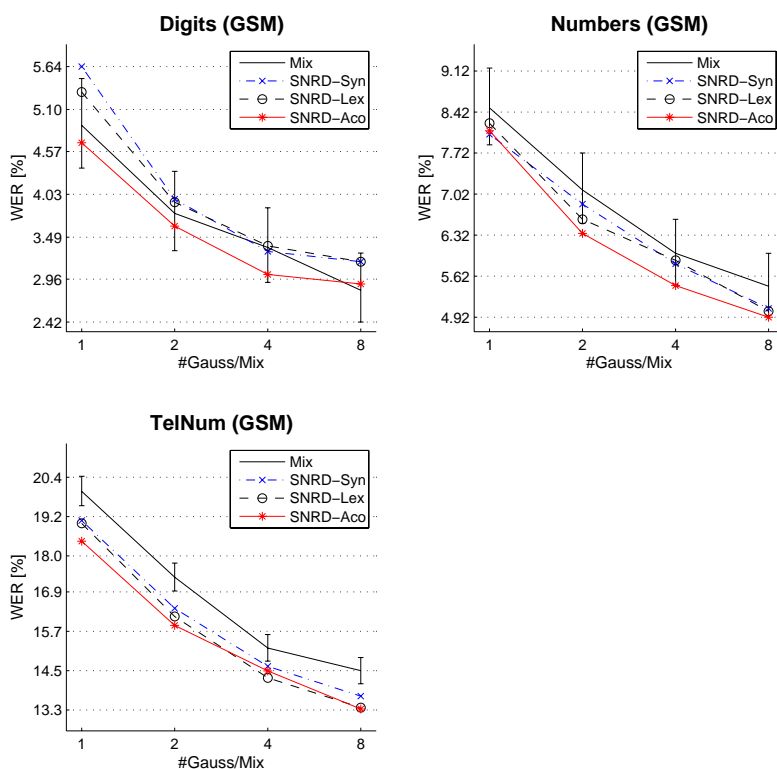 Digits (GSM)
WER [%]
5.64
5.10
4.57
4.03
3.49
2.96
2.42
Mix
SNRD−Syn
SNRD−Lex
SNRD−Aco
1
2
4
8
#Gauss/Mix
Numbers (GSM)
WER [%]
9.12
8.42
7.72
7.02
6.32
5.62
4.92
Mix
SNRD−Syn
SNRD−Lex
SNRD−Aco
1
2
4
8
#Gauss/Mix
TelNum (GSM)
WER [%]
20.4
19.2
18.0
16.9
15.7
14.5
13.3
Mix
SNRD−Syn
SNRD−Lex
SNRD−Aco
1
2
4
8
#Gauss/Mix